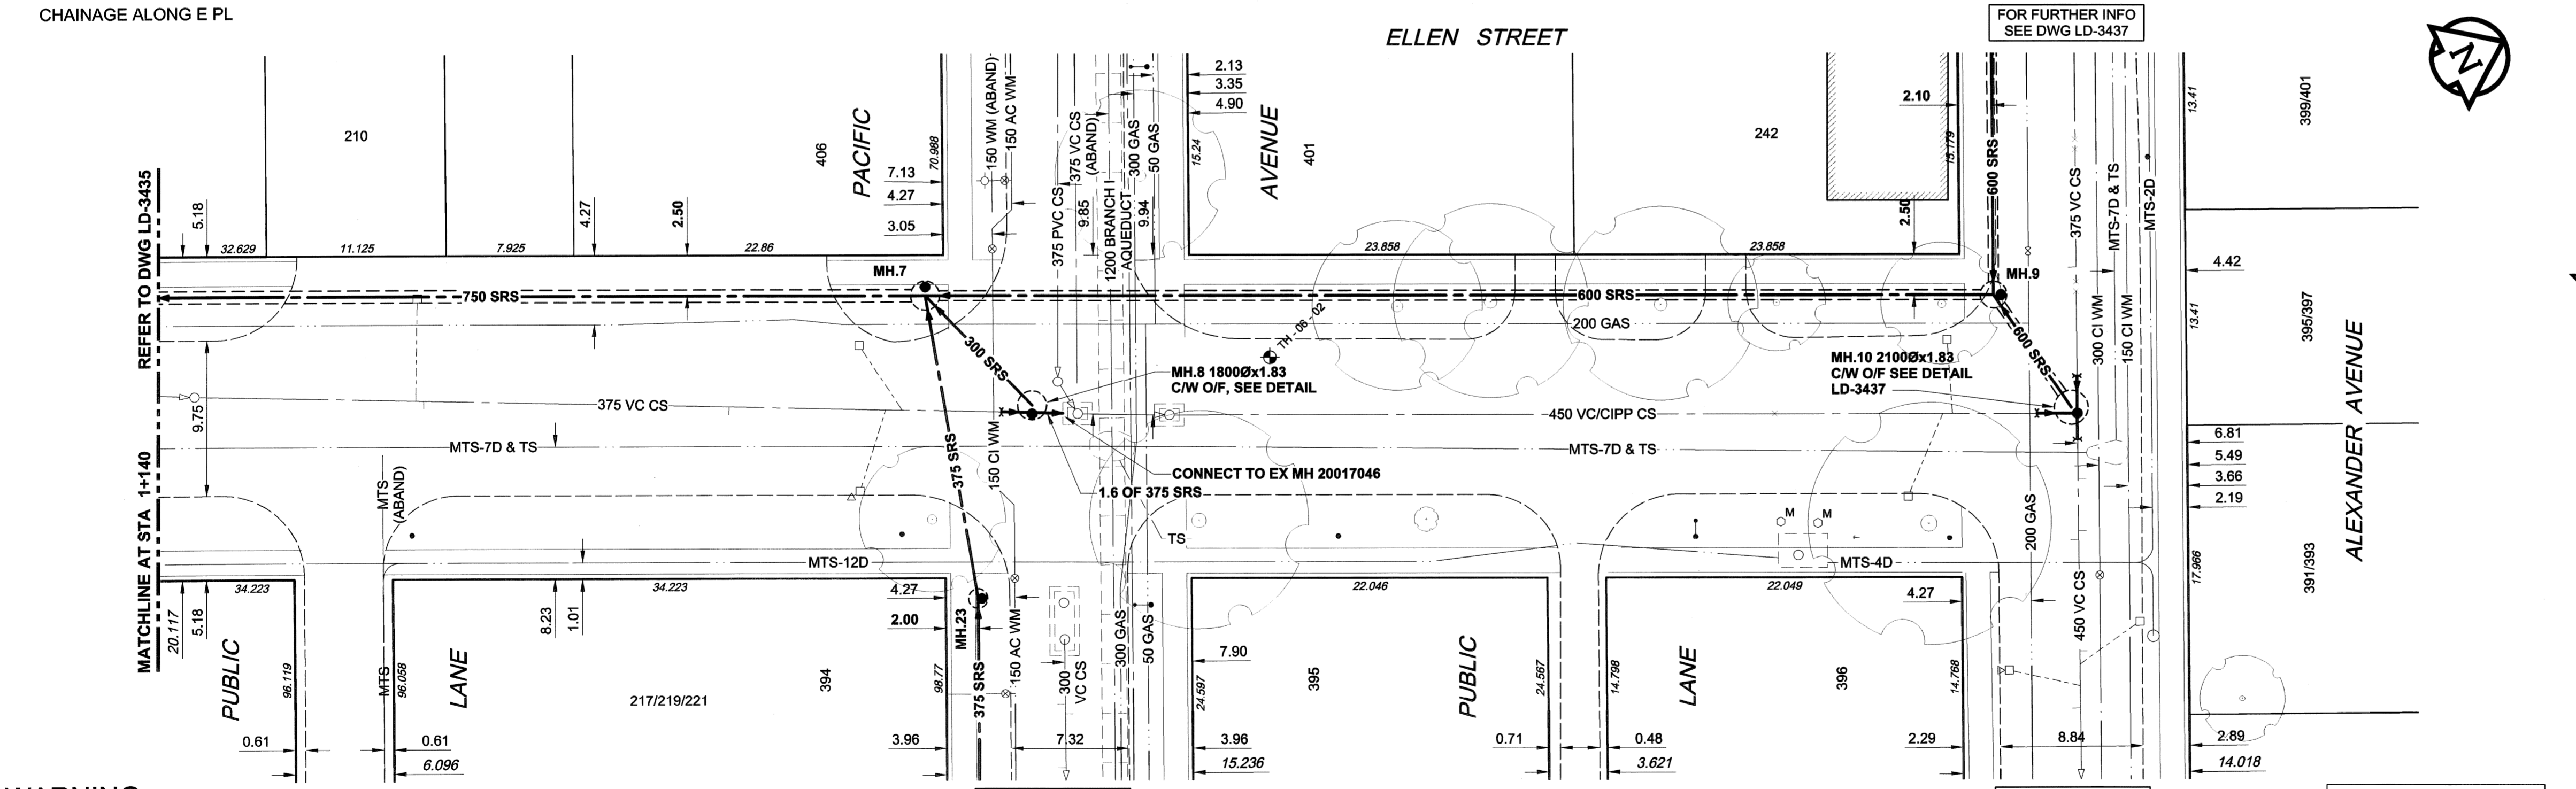 CHAINAGE ALONG E PL
ELLEN STREET
FOR FURTHER INFO
SEE DWG LD-3437
N
REFER TO DWG LD-3435
MATCHLINE AT STA 1+140
210
406
PACIFIC
70.988
7.13
4.27
3.05
5.18
4.27
2.50
32.629
11.125
7.925
22.86
150 WM (ABAND)
150 AC WM
375 PVC CS
375 VC CS
(ABAND)
9.85
1200 BRANCH I
AQUEDUCT
300 GAS
50 GAS
9.94
2.13
3.35
4.90
15.24
AVENUE
401
242
2.10
15.179
2.50
23.858
23.858
600 SRS
375 VC CS
MTS-7D & TS
MTS-2D
13.41
399/401
4.42
13.41
395/397
ALEXANDER AVENUE
MH.7
MH.9
750 SRS
600 SRS
200 GAS
TH - 06 - 02
300 SRS
600 SRS
300 CI WM
150 CI WM
MH.8 1800Øx1.83
C/W O/F, SEE DETAIL
MH.10 2100Øx1.83
C/W O/F SEE DETAIL
LD-3437
9.75
375 VC CS
450 VC/CIPP CS
MTS-7D & TS
MTS-7D & TS
375 SRS
150 CI WM
CONNECT TO EX MH 20017046
1.6 OF 375 SRS
TS
MTS
(ABAND)
M
M
6.81
5.49
3.66
2.19
200 GAS
MTS-12D
MTS-4D
34.223
34.223
22.046
22.049
4.27
2.00
4.27
17.966
391/393
20.117
5.18
8.23
1.01
MH.23
150 AC WM
300 GAS
50 GAS
450 VC CS
PUBLIC
96.119
MTS
96.058
LANE
217/219/221
394
98.77
375 SRS
300
VC CS
7.90
24.597
395
PUBLIC
24.567
14.798
LANE
396
14.768
0.61
0.61
6.096
3.96
7.32
3.96
15.236
0.71
0.48
3.621
2.29
8.84
2.89
14.018
WARNING